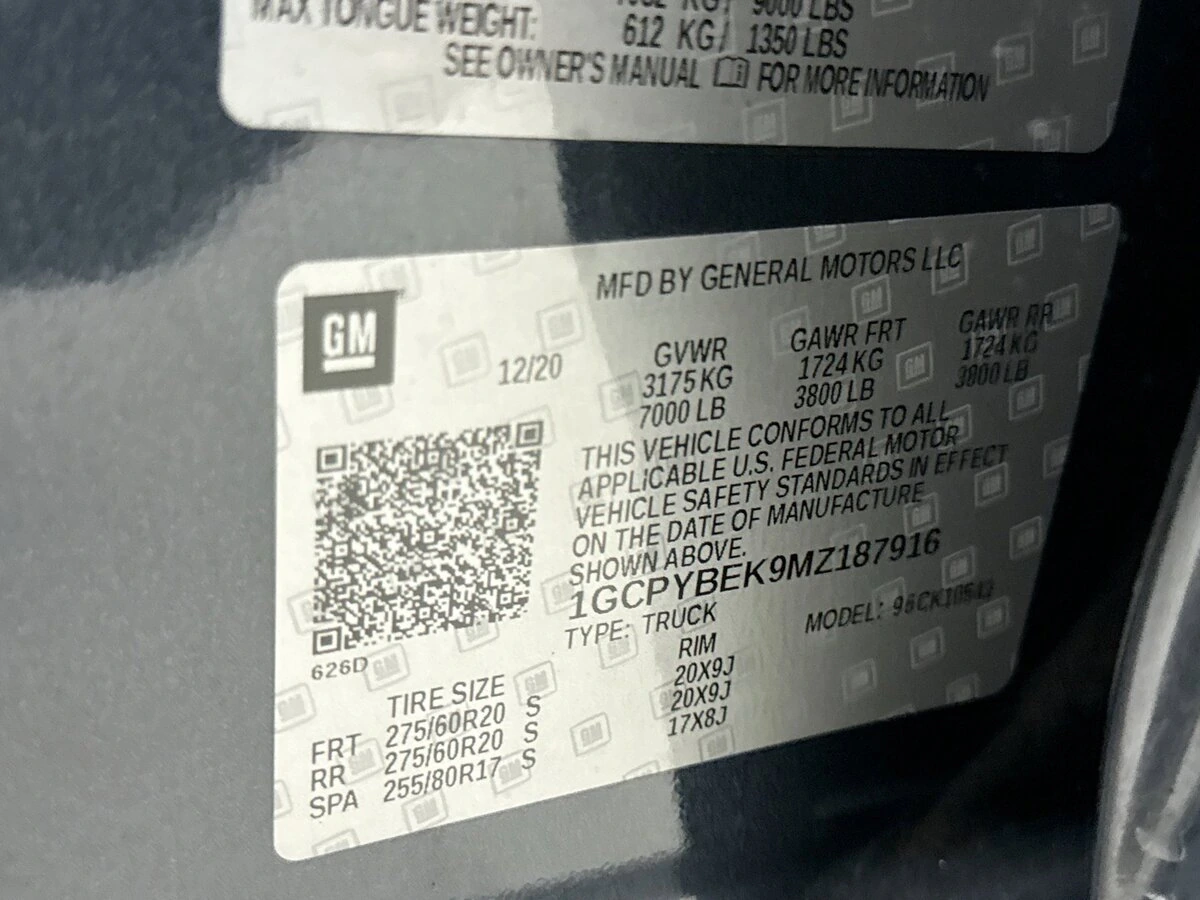 MAX TONGUE WEIGHT: 612 KG/ 1350 LBS
SEE OWNER'S MANUAL FOR MORE INFORMATION
MFD BY GENERAL MOTORS LLC
GM
12/20
GVWR GAWR FRT GAWR RR
3175 KG 1724 KG 1724 KG
7000 LB 3800 LB 3800 LB
THIS VEHICLE CONFORMS TO ALL
APPLICABLE U.S. FEDERAL MOTOR
VEHICLE SAFETY STANDARDS IN EFFECT
ON THE DATE OF MANUFACTURE
SHOWN ABOVE.
1GCPYBEK9MZ187916
TYPE: TRUCK MODEL:
626D
TIRE SIZE RIM
FRT 275/60R20 S 20X9J
RR 275/60R20 S 20X9J
SPA 255/80R17 S 17X8J